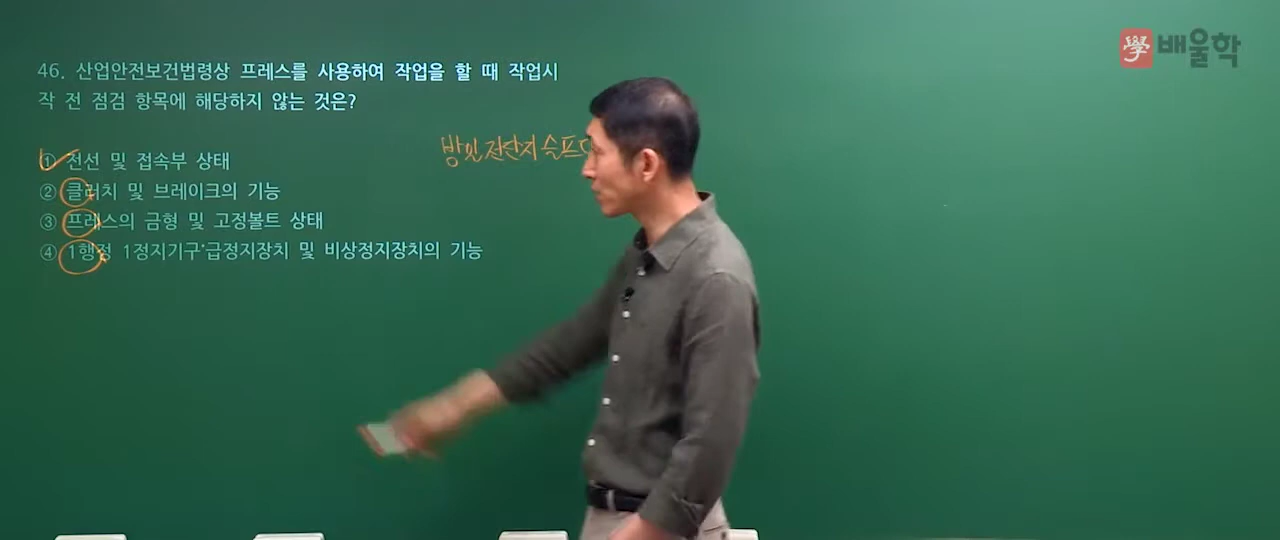 學 배울학
46. 산업안전보건법령상 프레스를 사용하여 작업을 할 때 작업시
작 전 점검 항목에 해당하지 않는 것은?
① 전선 및 접속부 상태
② 클러치 및 브레이크의 기능
③ 프레스의 금형 및 고정볼트 상태
④ 1행정 1정지기구·급정지장치 및 비상정지장치의 기능